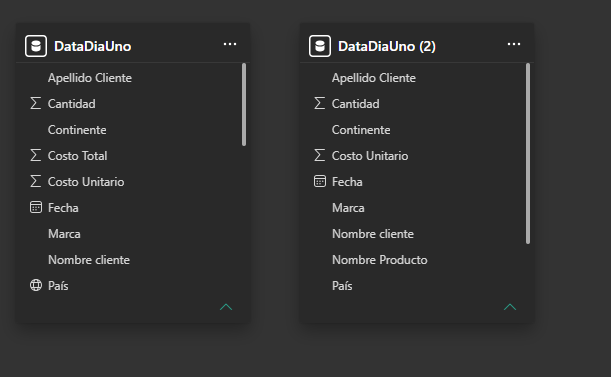 DataDiaUno
Apellido Cliente
Cantidad
Continente
Costo Total
Costo Unitario
Fecha
Marca
Nombre cliente
País
DataDiaUno (2)
Apellido Cliente
Cantidad
Continente
Costo Unitario
Fecha
Marca
Nombre cliente
Nombre Producto
País